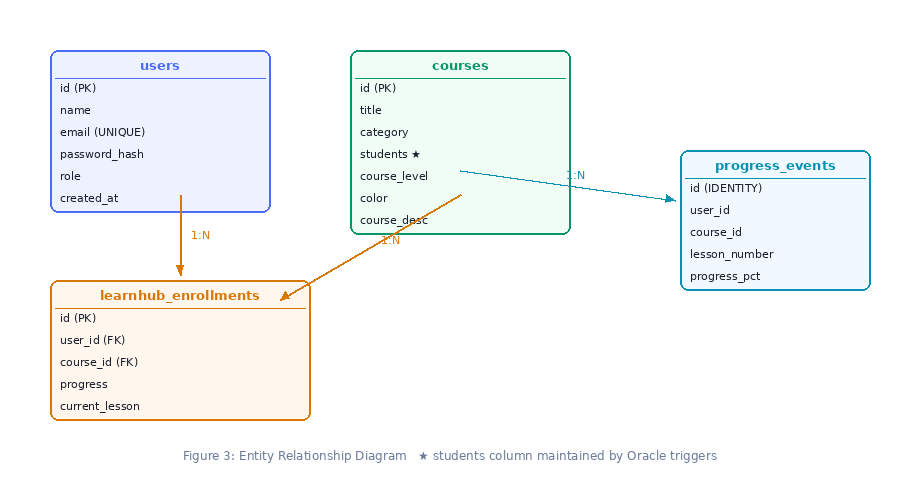 users
id (PK)
name
email (UNIQUE)
password_hash
role
created_at
1:N
courses
id (PK)
title
category
students ★
course_level
color
course_desc
1:N
1:N
progress_events
id (IDENTITY)
user_id
course_id
lesson_number
progress_pct
learnhub_enrollments
id (PK)
user_id (FK)
course_id (FK)
progress
current_lesson
Figure 3: Entity Relationship Diagram ★ students column maintained by Oracle triggers